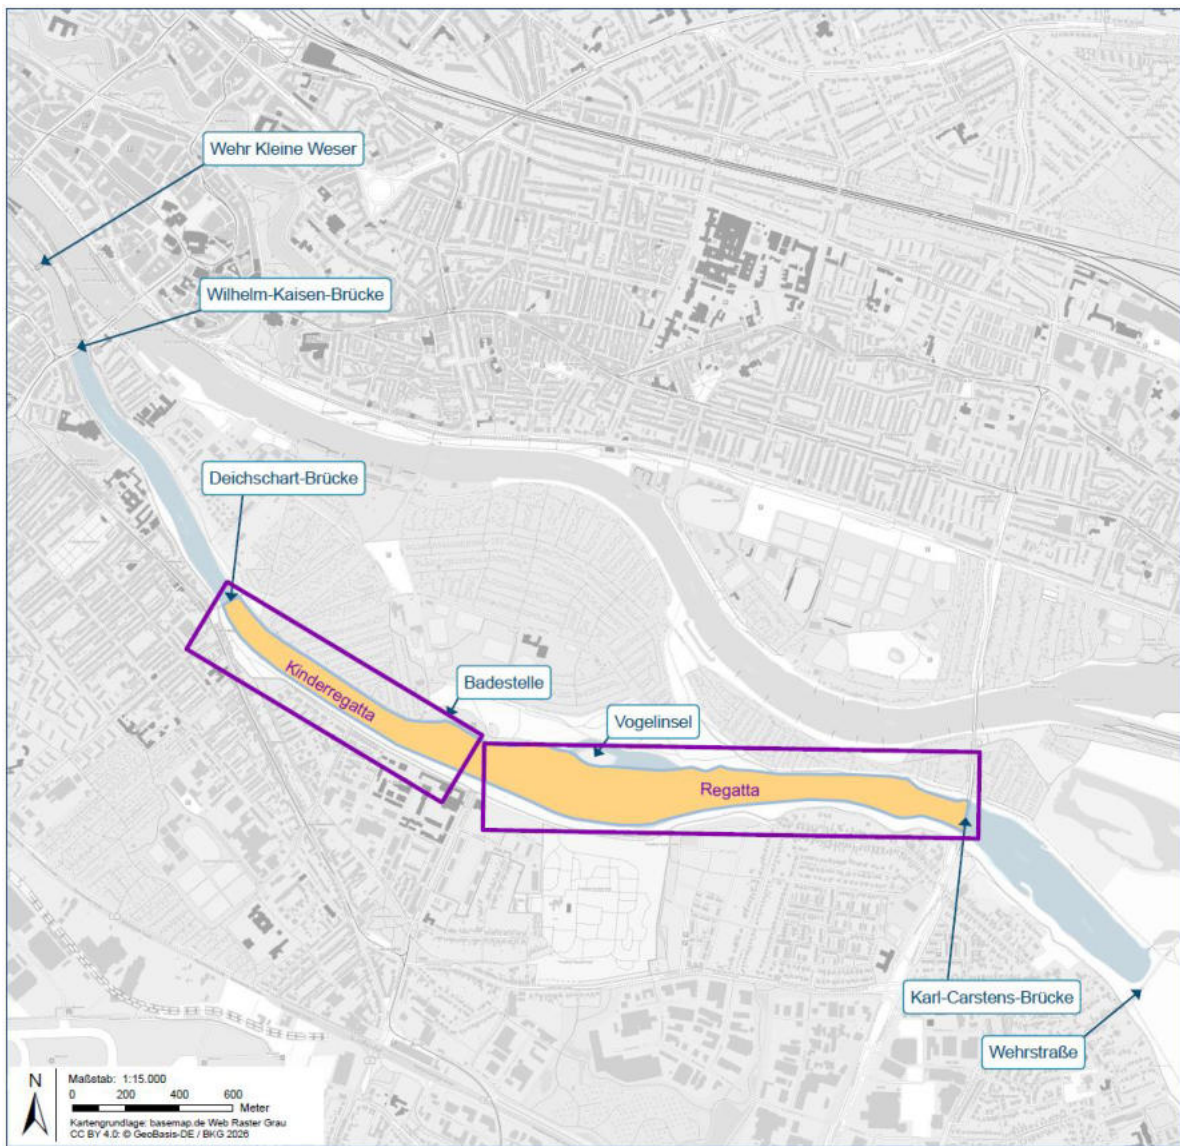 Wehr Kleine Weser
Wilhelm-Kaisen-Brücke
Deichschart-Brücke
Kinderregatta
Badestelle
Vogelinsel
Regatta
Karl-Carstens-Brücke
Wehrstraße
N
Maßstab: 1:15.000
0 200 400 600
Meter
Kartengrundlage: basemap.de Web Raster Grau
CC BY 4.0: © GeoBasis-DE / BKG 2026